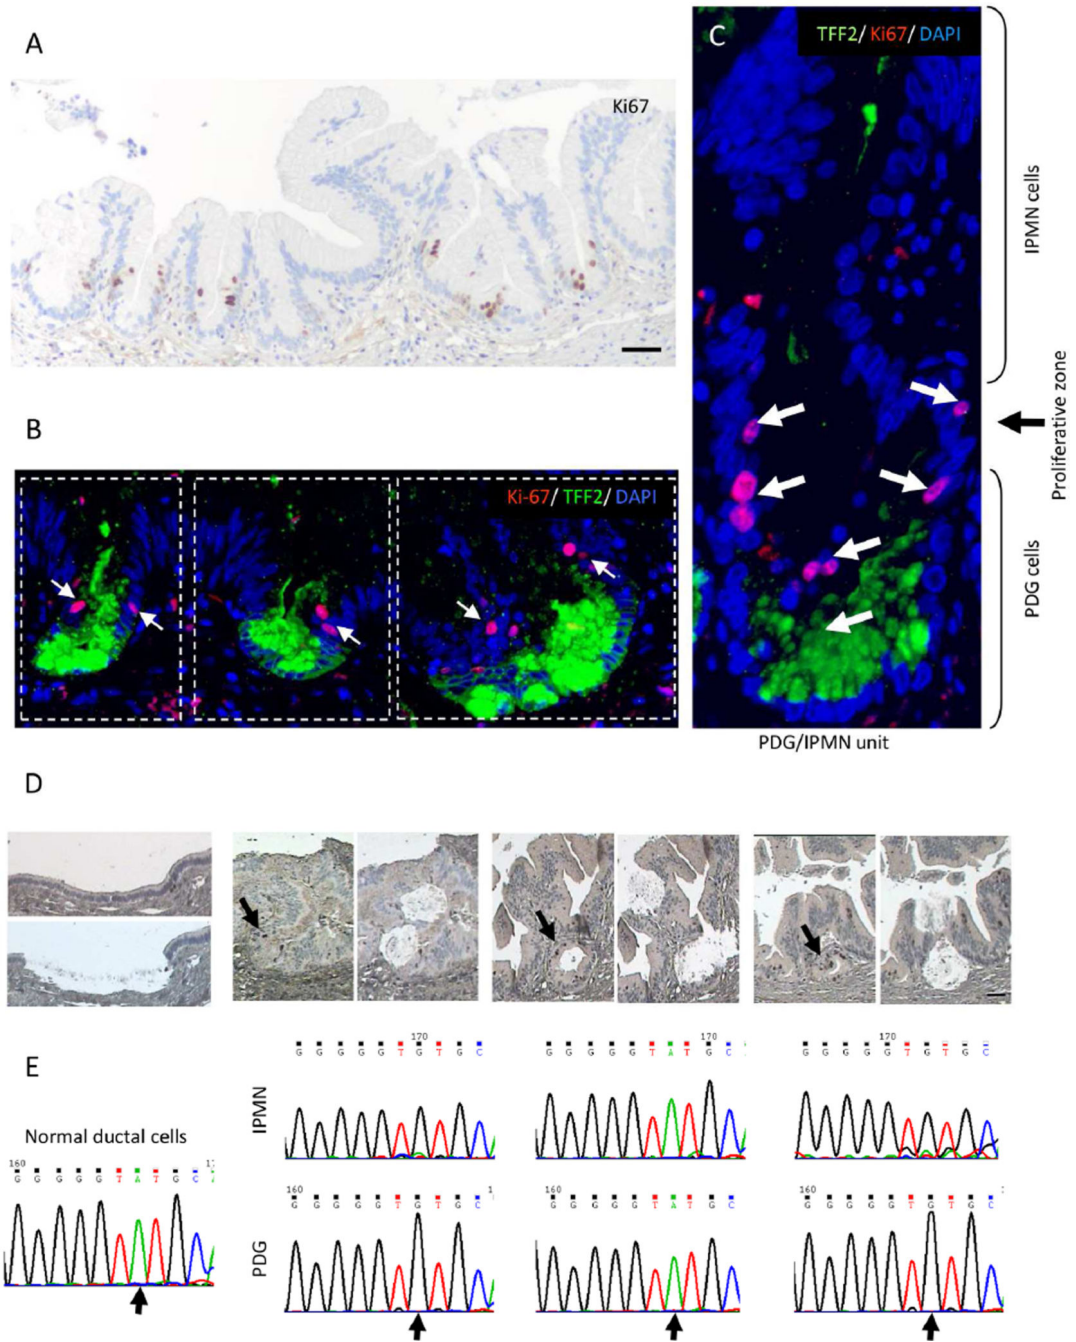 A
Ki67
B
Ki-67/ TFF2/ DAPI
C
TFF2/ Ki67/ DAPI
IPMN cells
Proliferative zone
PDG cells
PDG/IPMN unit
D
E
Normal ductal cells
160
G G G G G T A T G C
IPMN
170
G G G G G T G T G C
170
G G G G G T A T G C
170
G G G G G T G T G C
PDG
160
G G G G G T G T G C
160
G G G G G T A T G C
160
G G G G G T G T G C